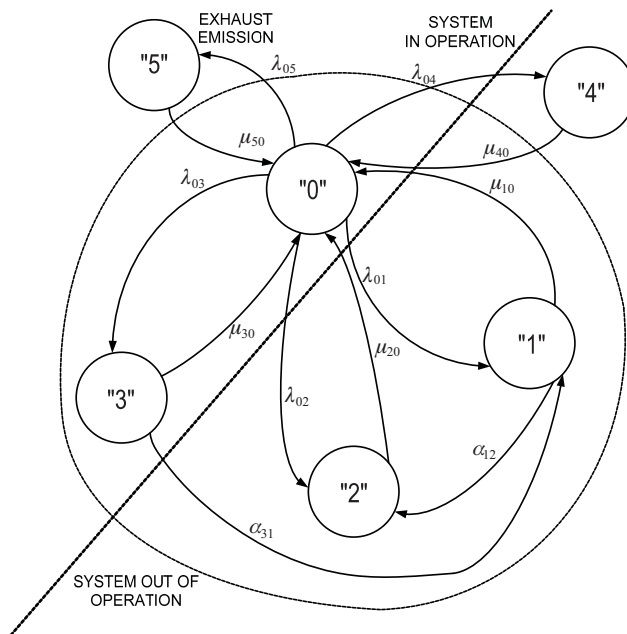 EXHAUST
EMISSION
SYSTEM
IN OPERATION
"5"
λ05
λ04
"4"
μ50
μ40
λ03
"0"
μ10
λ01
μ30
μ20
"1"
"3"
λ02
α12
"2"
α31
SYSTEM OUT OF
OPERATION